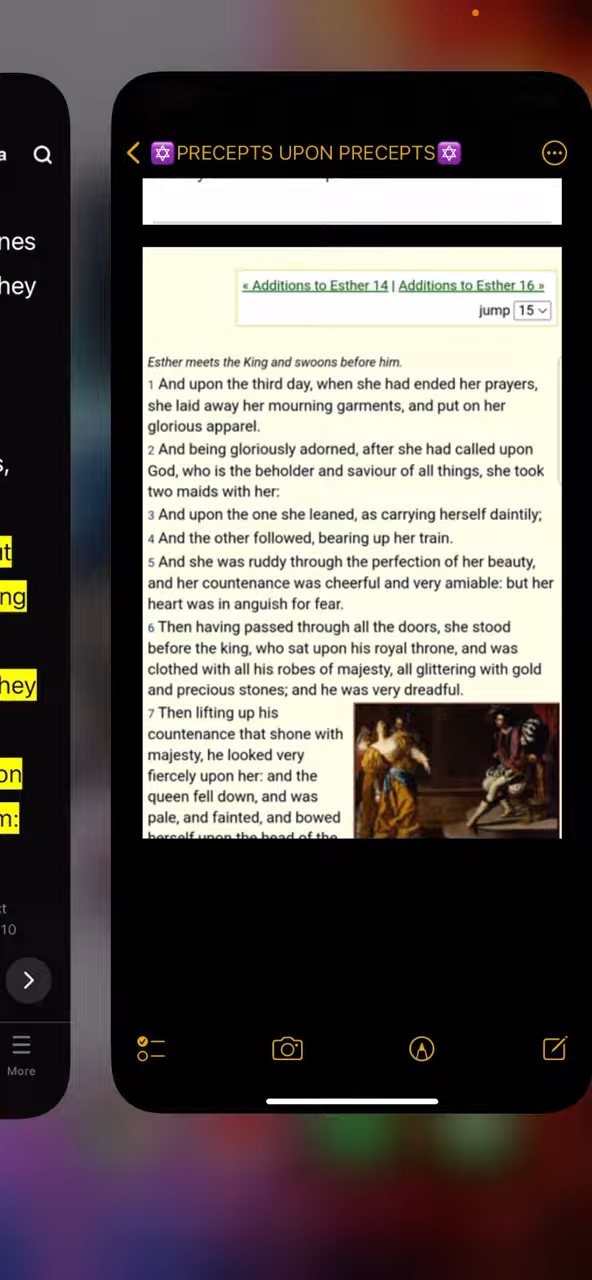 PRECEPTS UPON PRECEPTS
« Additions to Esther 14 | Additions to Esther 16 »
jump 15
Esther meets the King and swoons before him.
1 And upon the third day, when she had ended her prayers,
she laid away her mourning garments, and put on her
glorious apparel.
2 And being gloriously adorned, after she had called upon
God, who is the beholder and saviour of all things, she took
two maids with her:
3 And upon the one she leaned, as carrying herself daintily;
4 And the other followed, bearing up her train.
5 And she was ruddy through the perfection of her beauty,
and her countenance was cheerful and very amiable: but her
heart was in anguish for fear.
6 Then having passed through all the doors, she stood
before the king, who sat upon his royal throne, and was
clothed with all his robes of majesty, all glittering with gold
and precious stones; and he was very dreadful.
7 Then lifting up his
countenance that shone with
majesty, he looked very
fiercely upon her: and the
queen fell down, and was
pale, and fainted, and bowed
herself upon the head of the
a
nes
hey
s,
t
ng
hey
on
m:
t
10
More